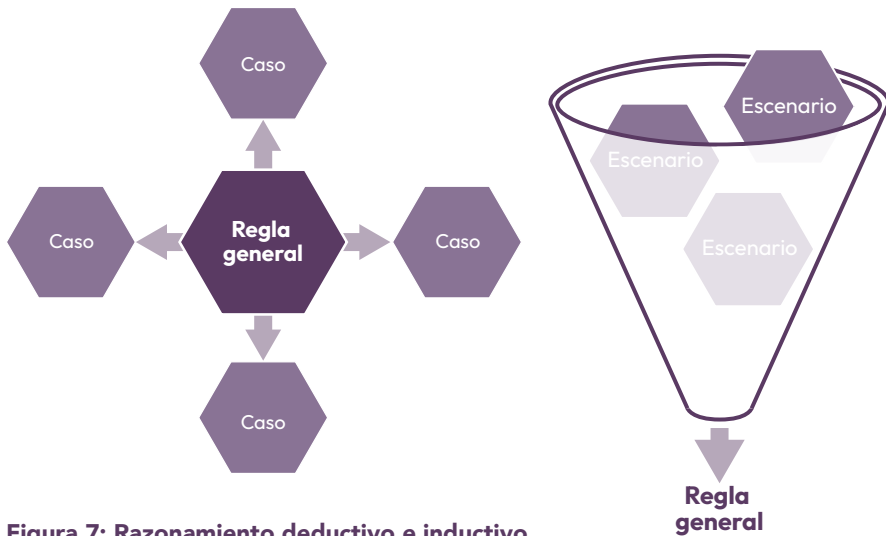 Caso
Caso
Regla
general
Caso
Caso
Escenario
Escenario
Escenario
Regla
general
Figura 7: Razonamiento deductivo e inductivo